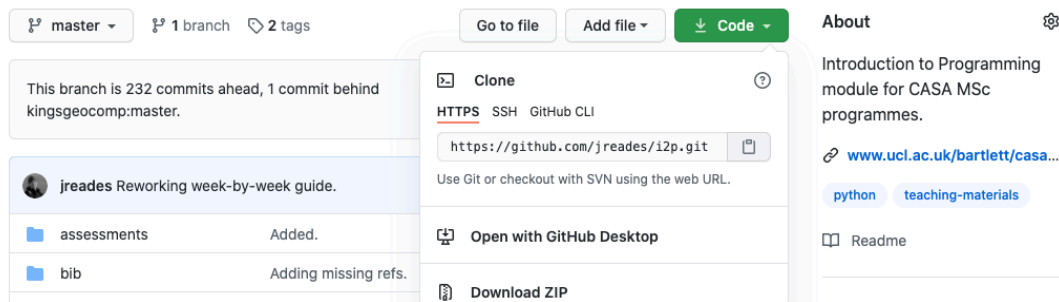 master
1 branch
2 tags
Go to file
Add file
Code
This branch is 232 commits ahead, 1 commit behind
kingsgeocomp:master.
jreades Reworking week-by-week guide.
assessments
Added.
bib
Adding missing refs.
Clone
HTTPS SSH GitHub CLI
https://github.com/jreades/i2p.git
Use Git or checkout with SVN using the web URL.
Open with GitHub Desktop
Download ZIP
About
Introduction to Programming
module for CASA MSc
programmes.
www.ucl.ac.uk/bartlett/casa...
python teaching-materials
Readme